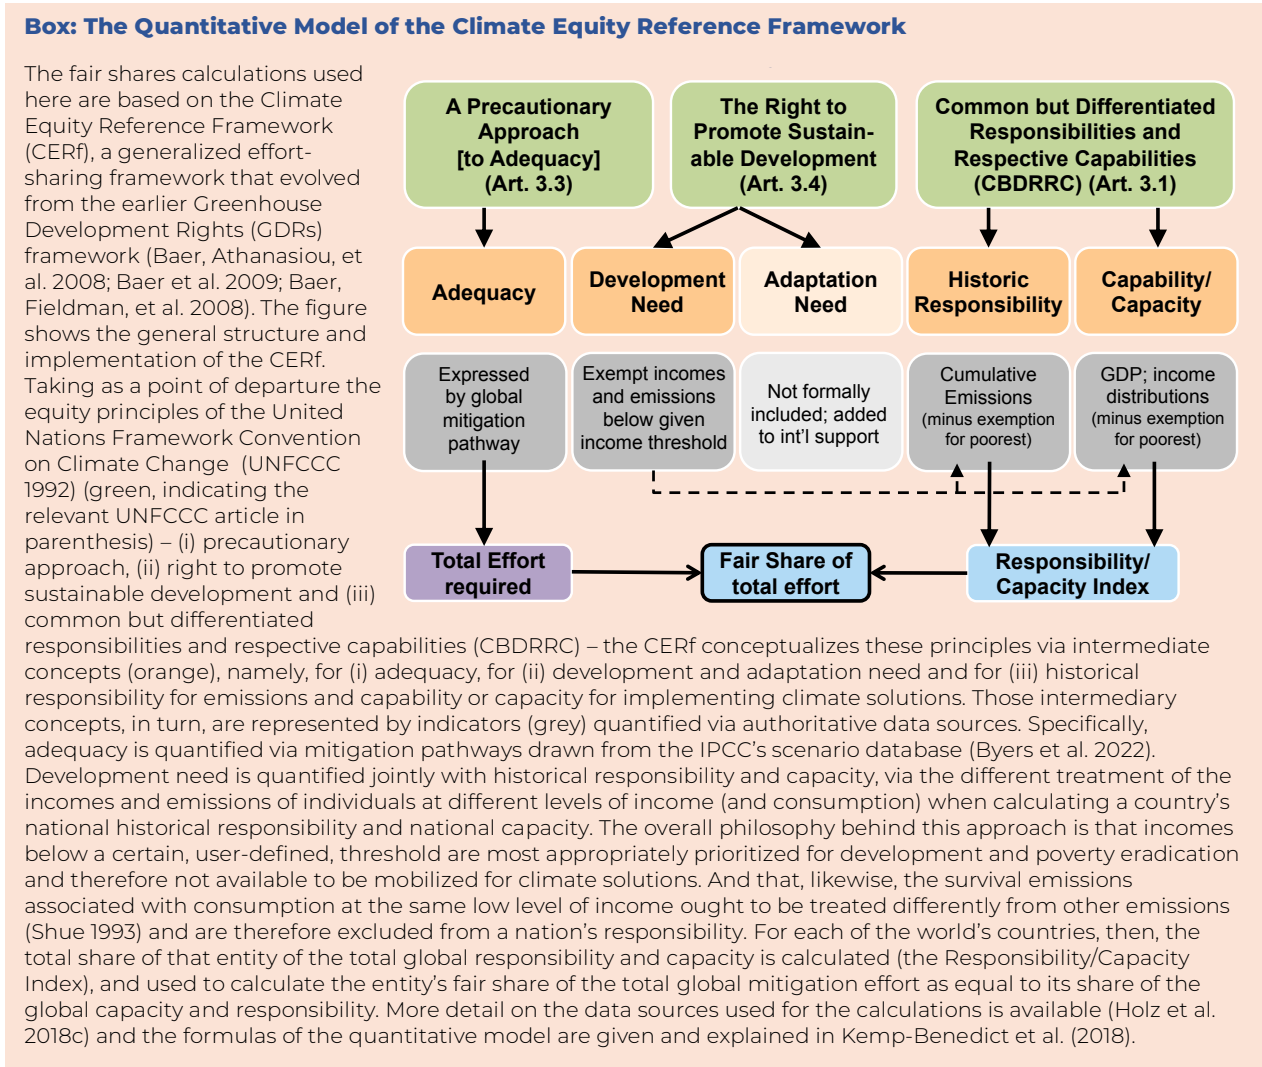 Box: The Quantitative Model of the Climate Equity Reference Framework
The fair shares calculations used
here are based on the Climate
Equity Reference Framework
(CERf), a generalized effort-
sharing framework that evolved
from the earlier Greenhouse
Development Rights (GDRs)
framework (Baer, Athanasiou, et
al. 2008; Baer et al. 2009; Baer,
Fieldman, et al. 2008). The figure
shows the general structure and
implementation of the CERf.
Taking as a point of departure the
equity principles of the United
Nations Framework Convention
on Climate Change (UNFCCC
1992) (green, indicating the
relevant UNFCCC article in
parenthesis) – (i) precautionary
approach, (ii) right to promote
sustainable development and (iii)
common but differentiated
A Precautionary
Approach
[to Adequacy]
(Art. 3.3)
The Right to
Promote Sustain-
able Development
(Art. 3.4)
Common but Differentiated
Responsibilities and
Respective Capabilities
(CBDRRC) (Art. 3.1)
Adequacy
Development
Need
Adaptation
Need
Historic
Responsibility
Capability/
Capacity
Expressed
by global
mitigation
pathway
Exempt incomes
and emissions
below given
income threshold
Not formally
included; added
to int'l support
Cumulative
Emissions
(minus exemption
for poorest)
GDP; income
distributions
(minus exemption
for poorest)
Total Effort
required
Fair Share of
total effort
Responsibility/
Capacity Index
responsibilities and respective capabilities (CBDRRC) – the CERf conceptualizes these principles via intermediate
concepts (orange), namely, for (i) adequacy, for (ii) development and adaptation need and for (iii) historical
responsibility for emissions and capability or capacity for implementing climate solutions. Those intermediary
concepts, in turn, are represented by indicators (grey) quantified via authoritative data sources. Specifically,
adequacy is quantified via mitigation pathways drawn from the IPCC's scenario database (Byers et al. 2022).
Development need is quantified jointly with historical responsibility and capacity, via the different treatment of the
incomes and emissions of individuals at different levels of income (and consumption) when calculating a country's
national historical responsibility and national capacity. The overall philosophy behind this approach is that incomes
below a certain, user-defined, threshold are most appropriately prioritized for development and poverty eradication
and therefore not available to be mobilized for climate solutions. And that, likewise, the survival emissions
associated with consumption at the same low level of income ought to be treated differently from other emissions
(Shue 1993) and are therefore excluded from a nation's responsibility. For each of the world's countries, then, the
total share of that entity of the total global responsibility and capacity is calculated (the Responsibility/Capacity
Index), and used to calculate the entity's fair share of the total global mitigation effort as equal to its share of the
global capacity and responsibility. More detail on the data sources used for the calculations is available (Holz et al.
2018c) and the formulas of the quantitative model are given and explained in Kemp-Benedict et al. (2018).